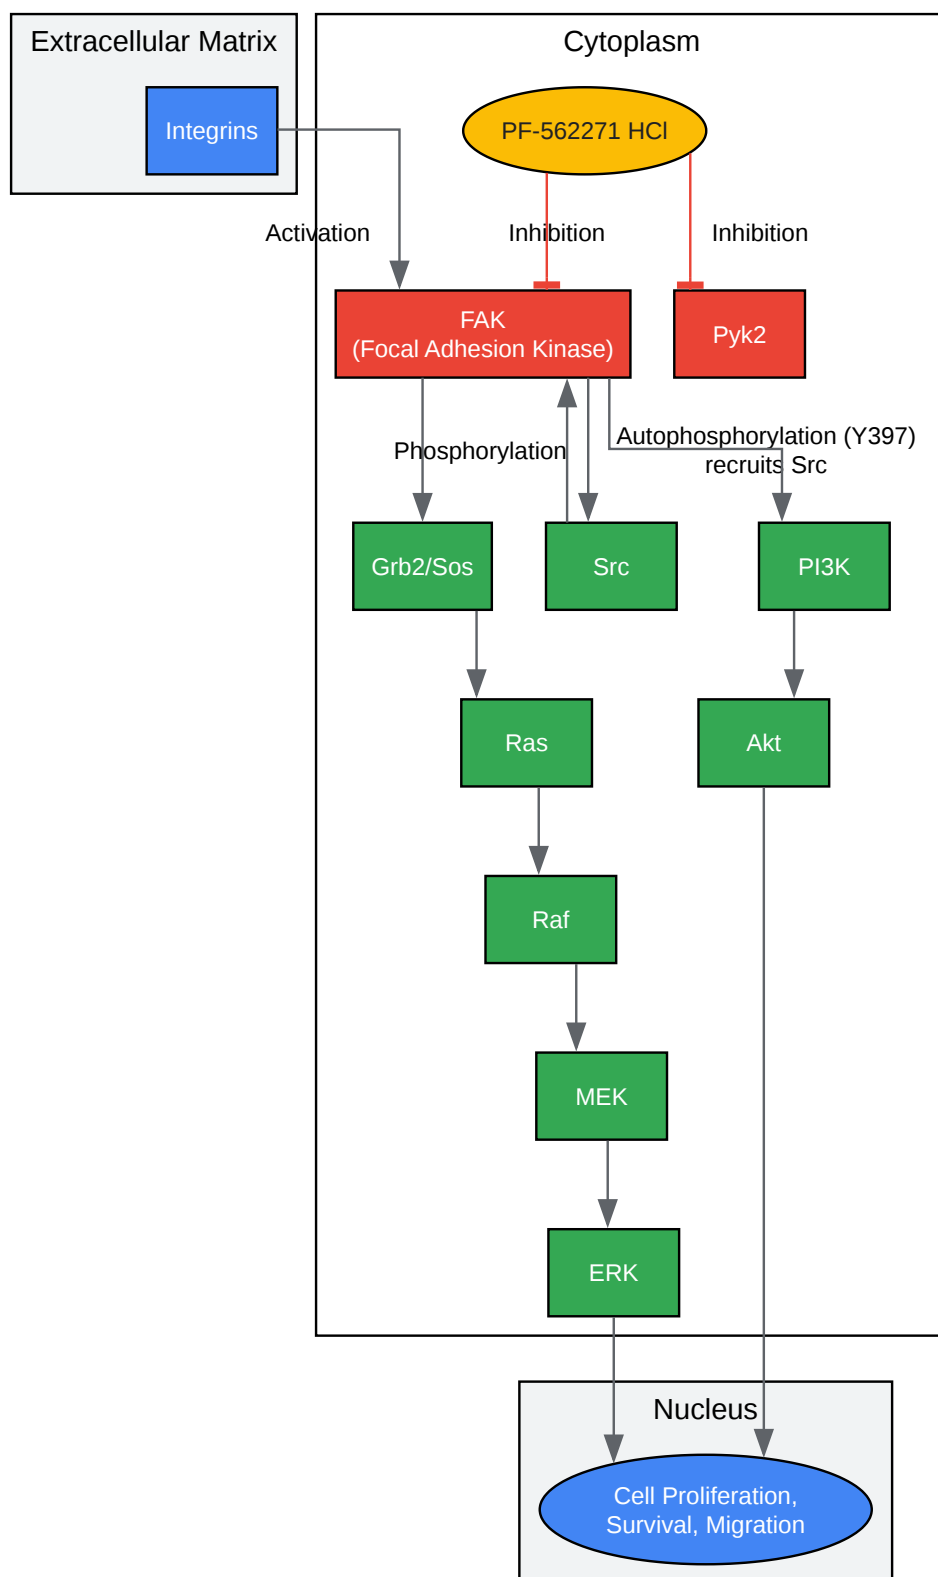 Extracellular Matrix
Cytoplasm
Integrins
PF-562271 HCl
Activation
Inhibition
Inhibition
FAK
(Focal Adhesion Kinase)
Pyk2
Phosphorylation
Autophosphorylation (Y397)
recruits Src
Grb2/Sos
Src
PI3K
Ras
Akt
Raf
MEK
ERK
Nucleus
Cell Proliferation,
Survival, Migration